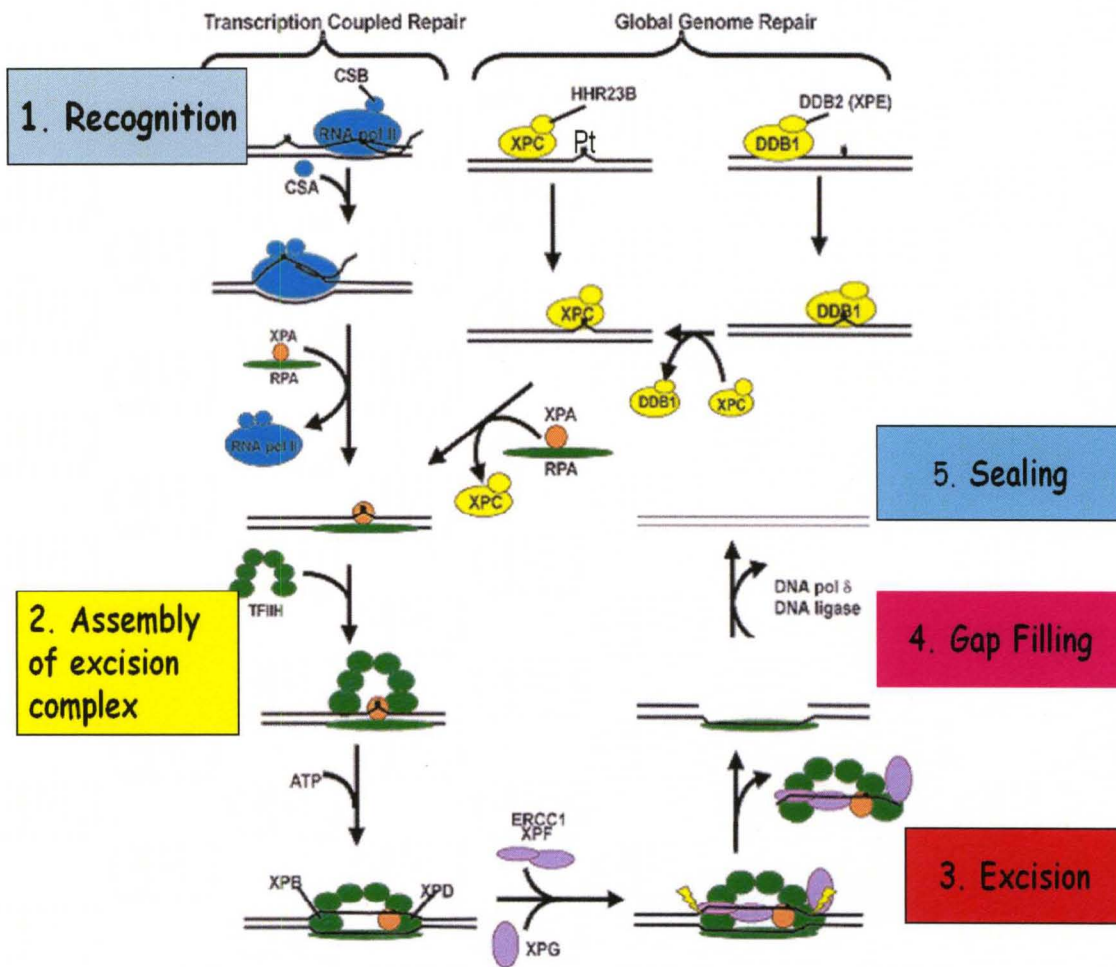 Transcription Coupled Repair
Global Genome Repair
1. Recognition
CSB
RNA pol II
CSA
HHR23B
XPC
Pt
DDB2 (XPE)
DDB1
XPC
DDB1
XPA
RPA
RNA pol II
DDB1
XPC
XPA
RPA
XPC
5. Sealing
TFIIH
DNA pol δ
DNA ligase
2. Assembly
of excision
complex
4. Gap Filling
ATP
ERCC1
XPF
XPB
XPD
XPG
3. Excision